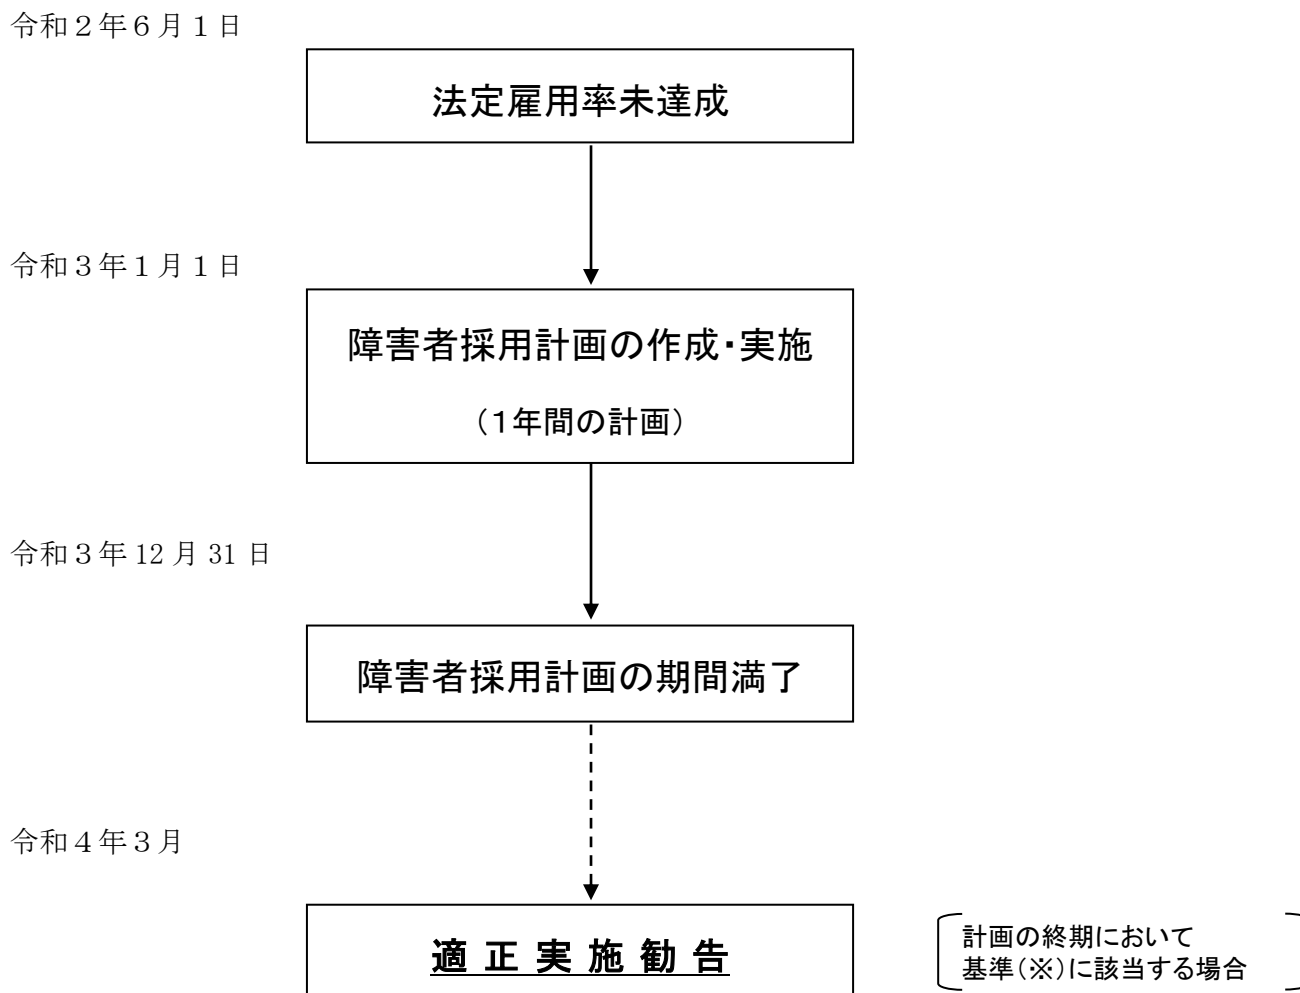 令和２年６月１日
法定雇用率未達成
令和３年１月１日
障害者採用計画の作成・実施
（１年間の計画）
令和３年 12 月 31 日
障害者採用計画の期間満了
令和４年３月
適 正 実 施 勧 告
計画の終期において
基準（※）に該当する場合